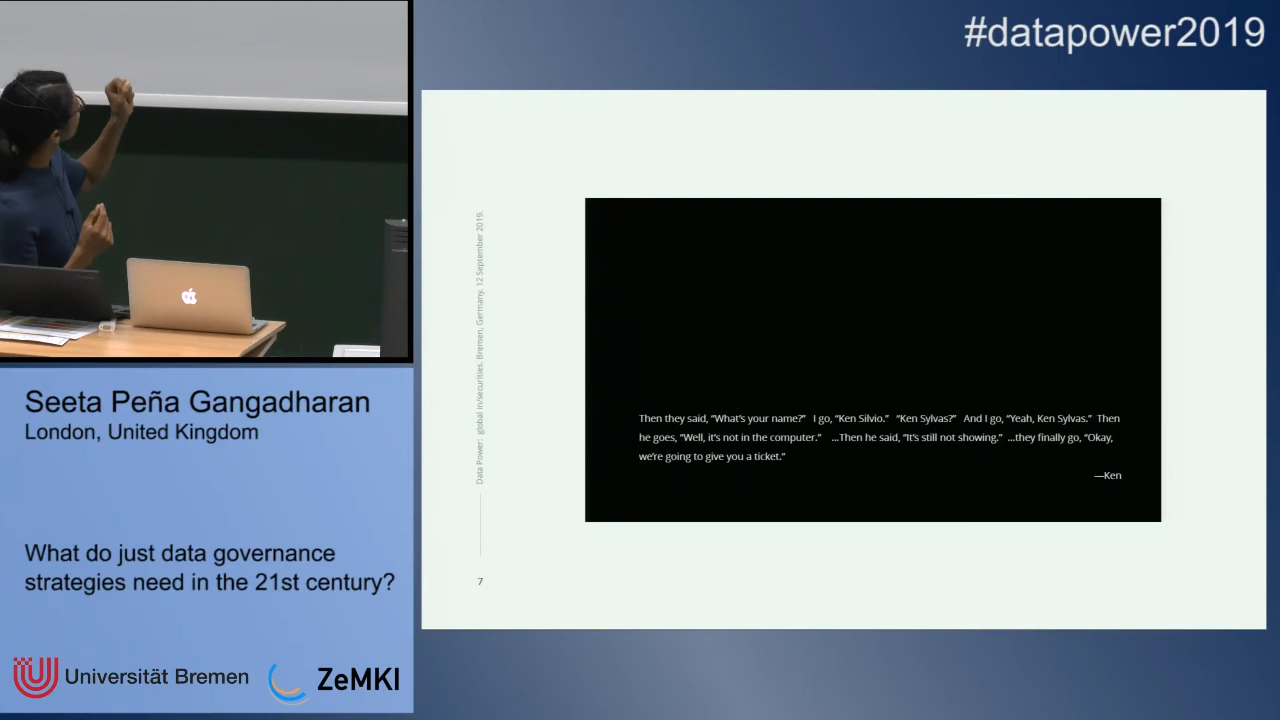 #datapower2019
Data Power: global in/securities. Bremen, Germany. 12 September 2019.
7
Then they said, “What’s your name?” I go, “Ken Silvio.” “Ken Sylvas?” And I go, “Yeah, Ken Sylvas.” Then
he goes, “Well, it’s not in the computer.” ...Then he said, “It’s still not showing.” ...they finally go, “Okay,
we’re going to give you a ticket.”
—Ken
Seeta Peña Gangadharan
London, United Kingdom
What do just data governance
strategies need in the 21st century?
Universität Bremen
ZeMKI